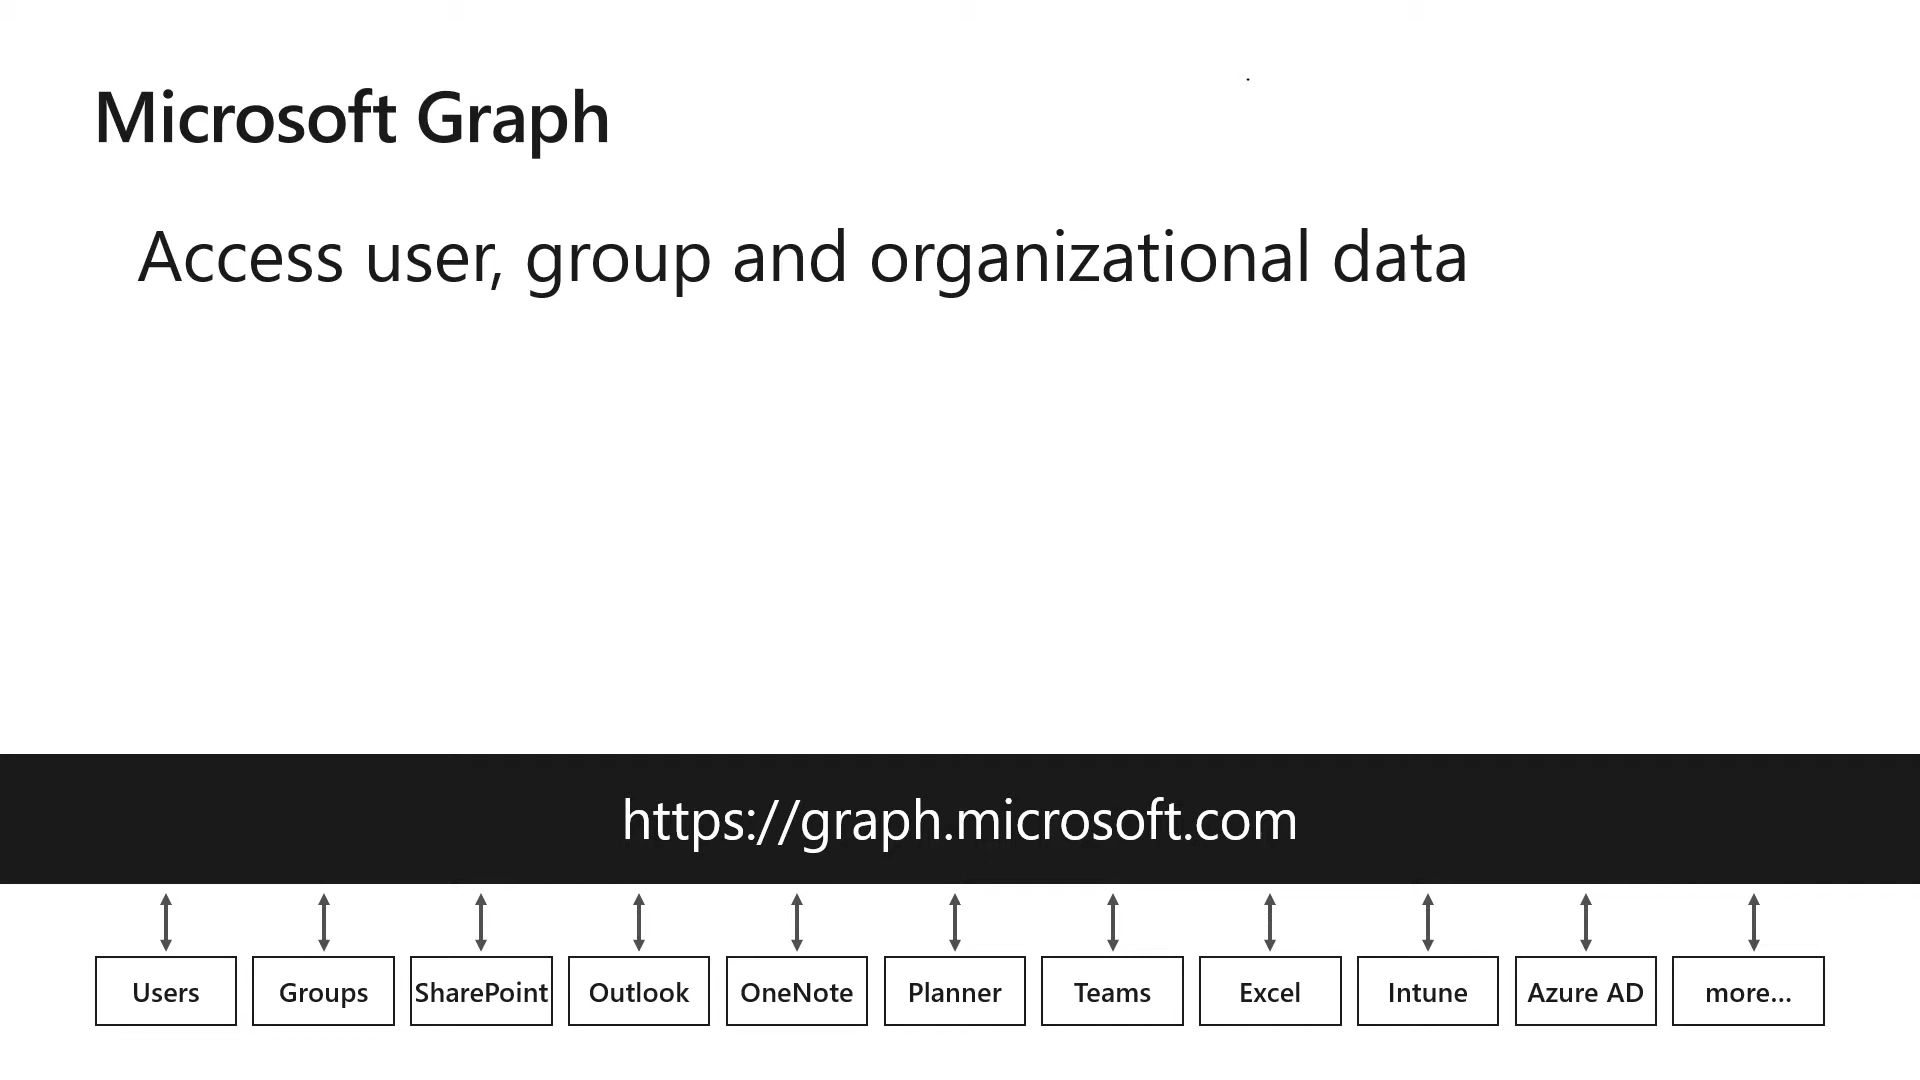 Microsoft Graph
Access user, group and organizational data
https://graph.microsoft.com
Users Groups SharePoint Outlook OneNote Planner Teams Excel Intune Azure AD more...